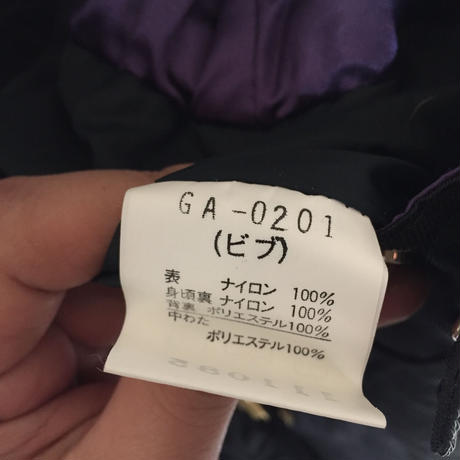 GA-0201
(ビブ)
表 ナイロン 100%
身頃裏 ナイロン 100%
背裏 ポリエステル100%
中わた
ポリエステル100%